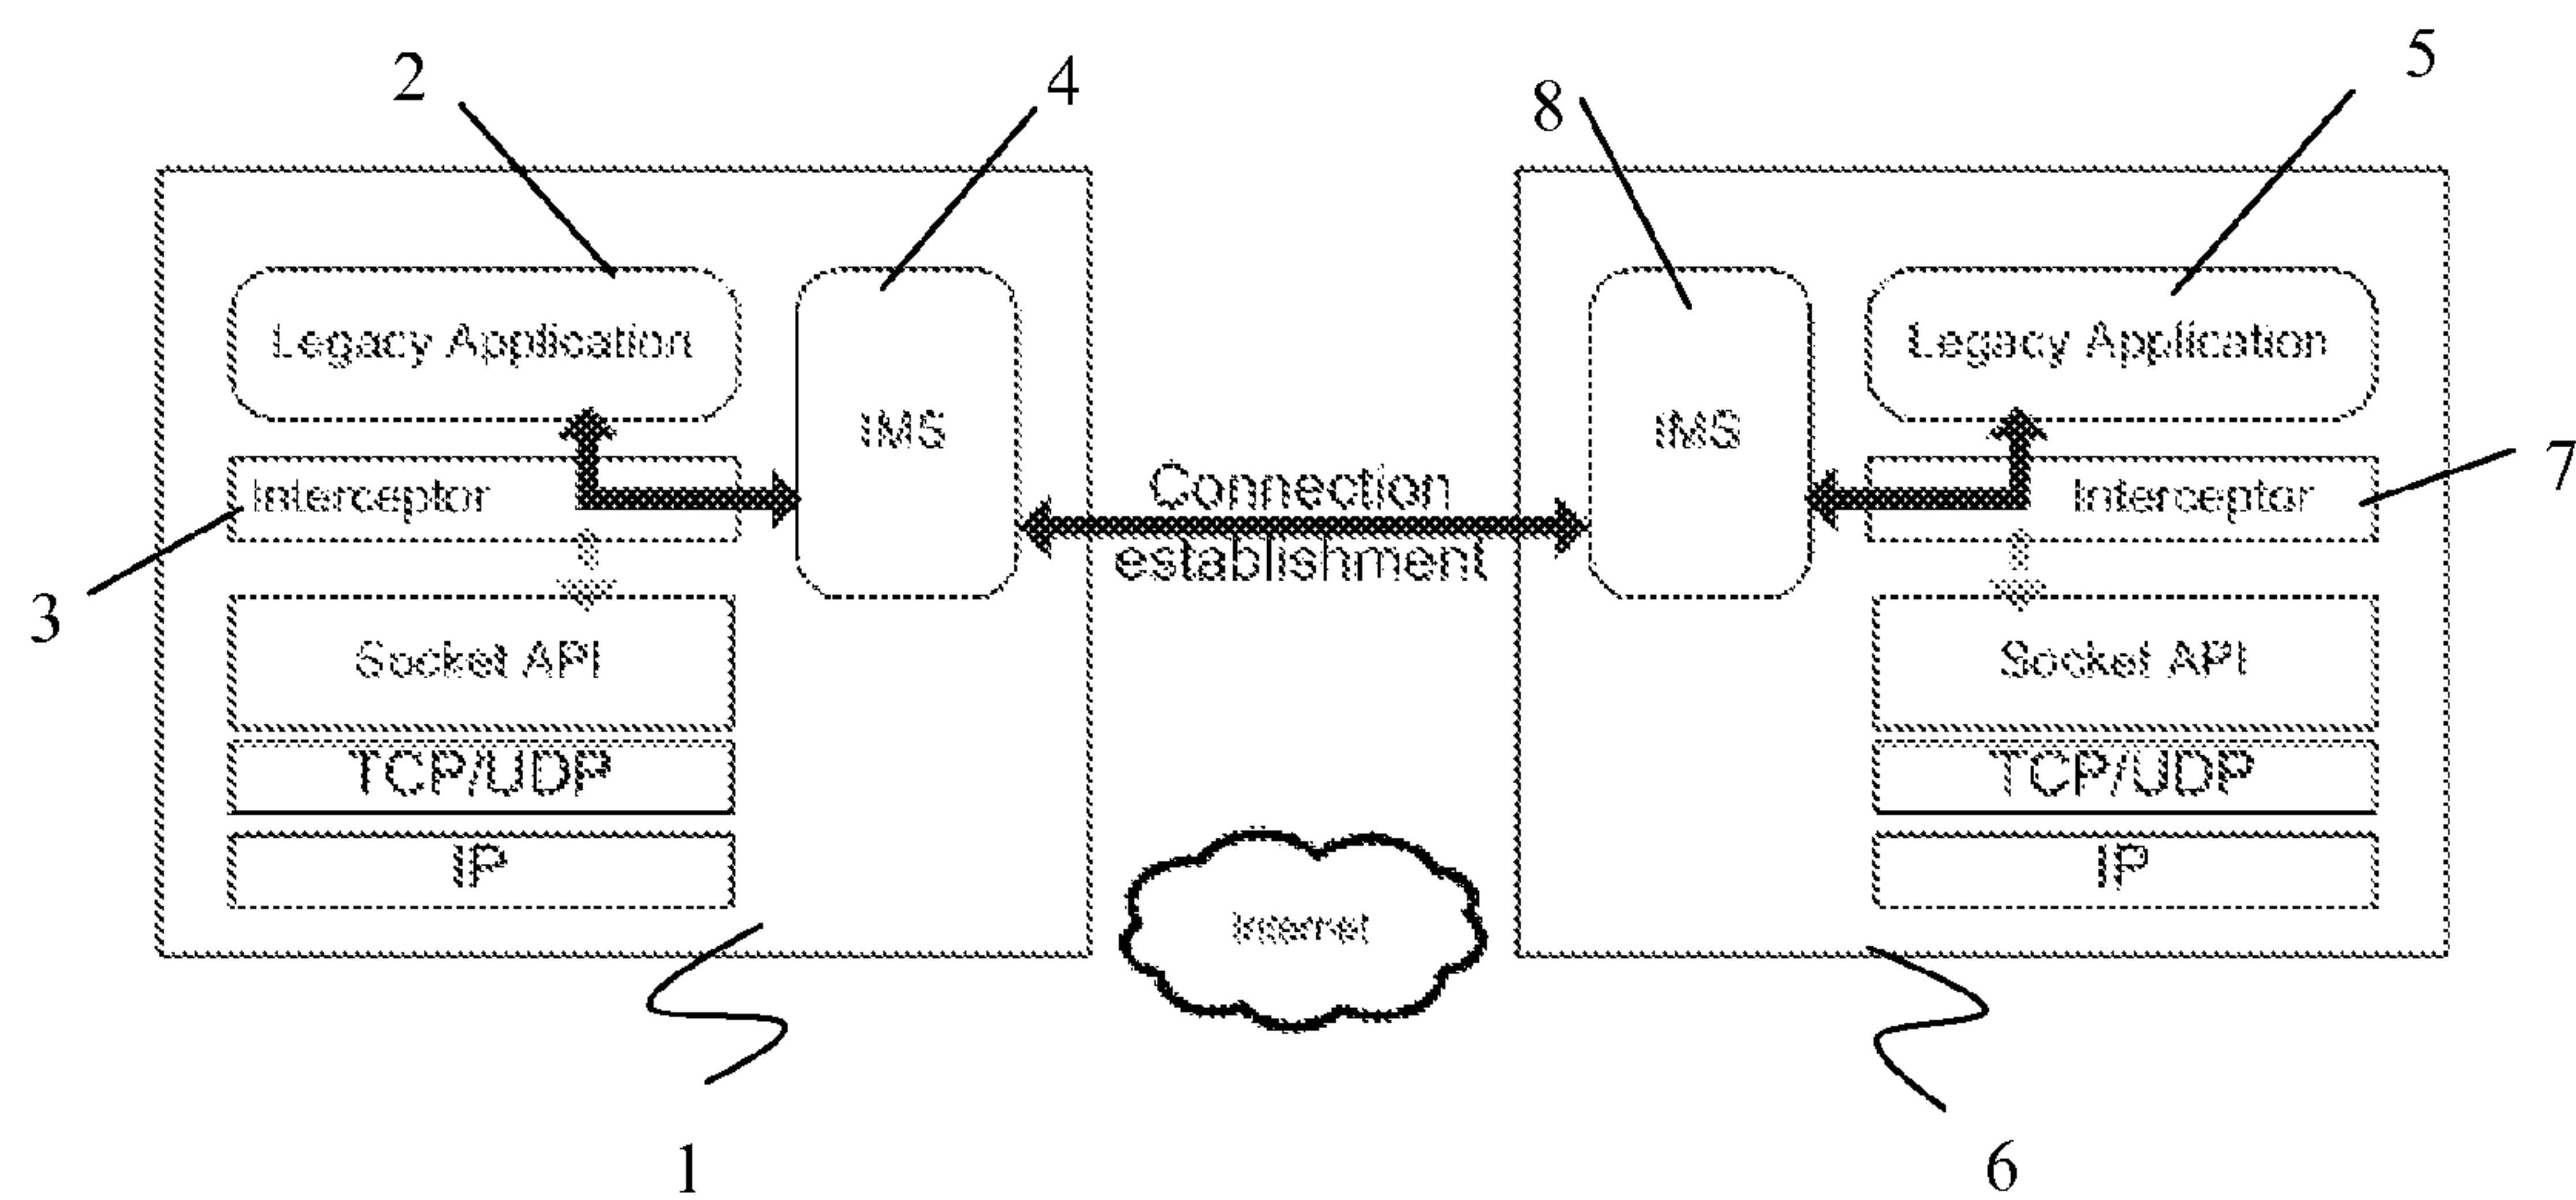 2
4
8
5
Legacy Application
IMS
IMS
Legacy Application
Interceptor
Connection
establishment
Interceptor
3
7
Socket API
Socket API
TCP/UDP
TCP/UDP
IP
IP
Internet
1
6